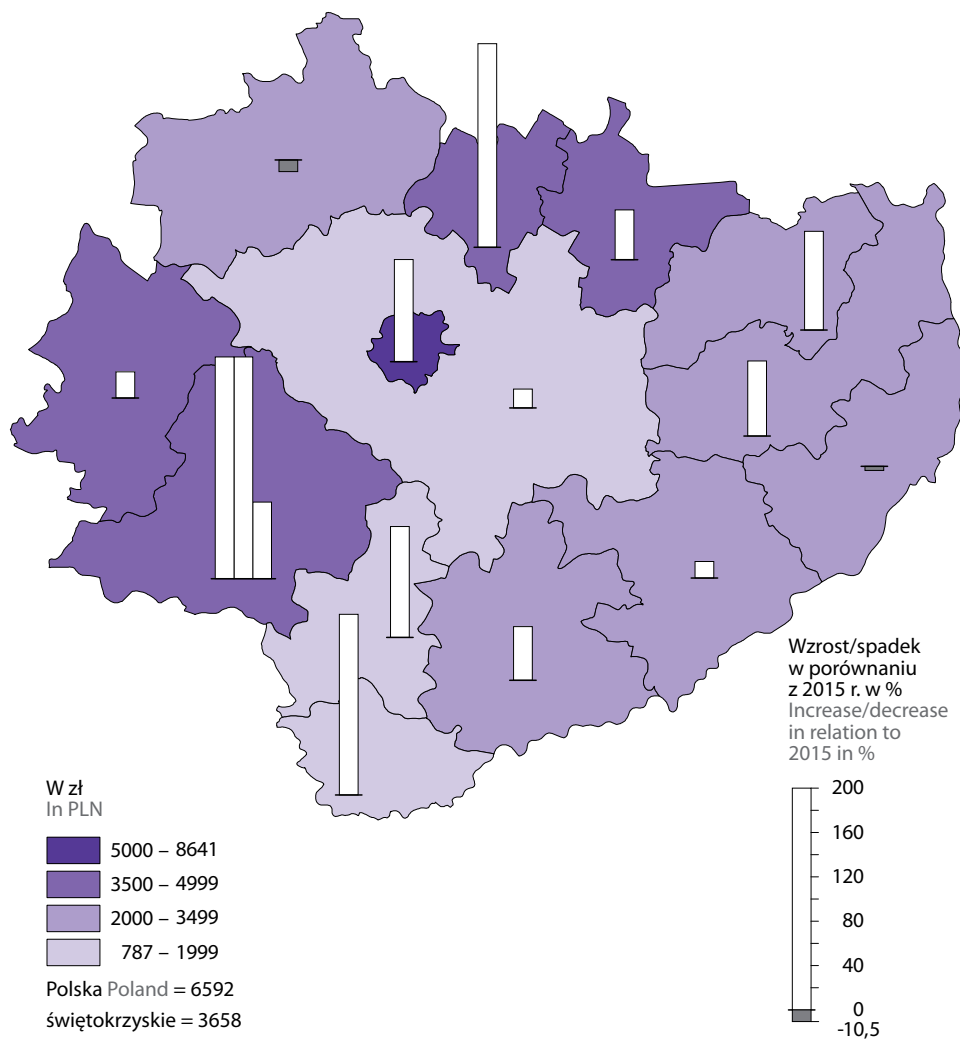 Wzrost/spadek
w porównaniu
z 2015 r. w %
Increase/decrease
in relation to
2015 in %
200
160
120
80
40
0
-10,5
W zł
In PLN
5000 – 8641
3500 – 4999
2000 – 3499
787 – 1999
Polska Poland = 6592
świętokrzyskie = 3658